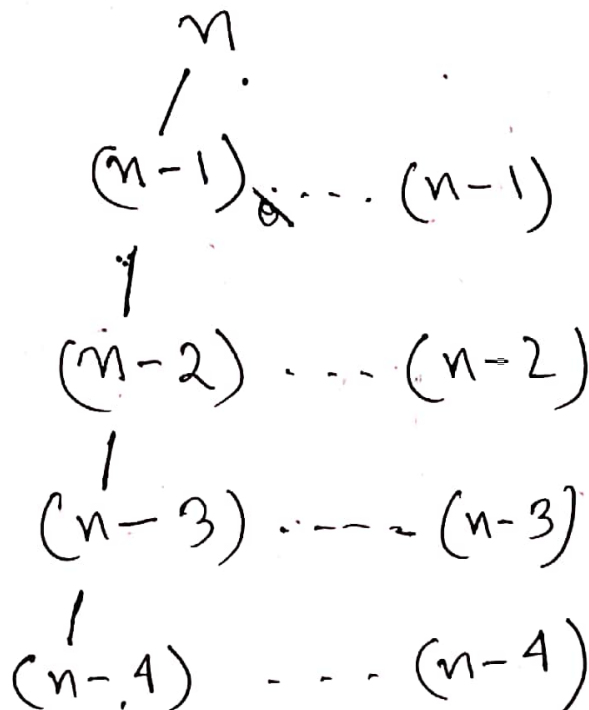 n
(n-1) .... (n-1)
(n-2) .... (n-2)
(n-3) ..... (n-3)
(n-4) .... (n-4)